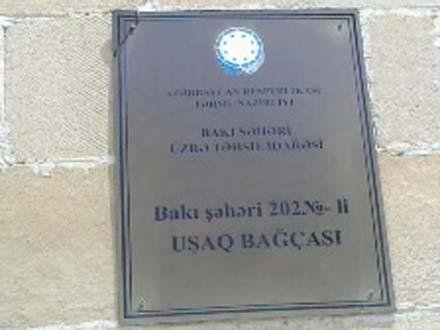 AZƏRBAYCAN RESPUBLİKASI
TƏHSİL NAZİRLİYİ
BAKI ŞƏHƏRİ
ÜZRƏ TƏHSİL İDARƏSİ
Bakı şəhəri 202№- li
UŞAQ BAĞÇASI